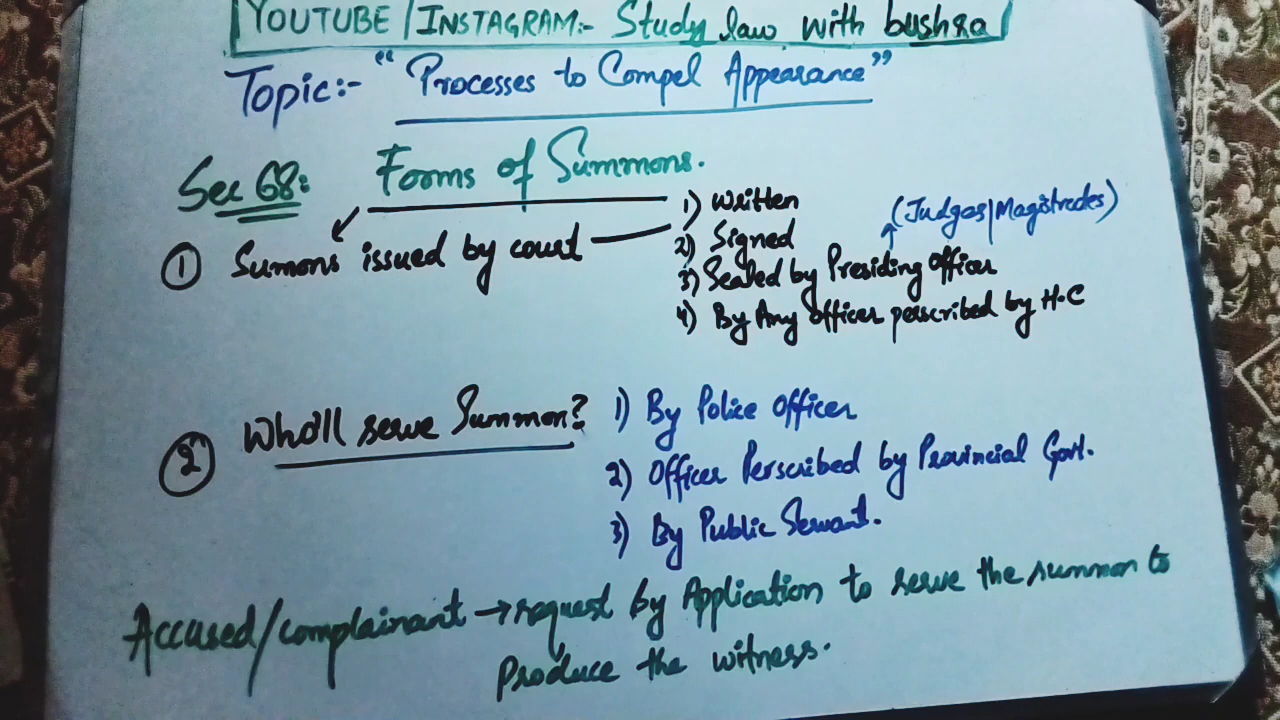 YOUTUBE/INSTAGRAM:- Study law with bushra
Topic:- "Processes to Compel Appearance"
Sec 68: Forms of Summons.
① Sumons issued by court
1) Written
2) Signed
3) Sealed by Presiding Officer
(Judges/Magistrates)
4) By Any officer perscribed by H.C
② Who'll serve Summon?
1) By Police Officer
2) Officer Perscribed by Provincial Govt.
3) By Public Servant.
Accused/complainant → request by Application to serve the summon to
Produce the witness.